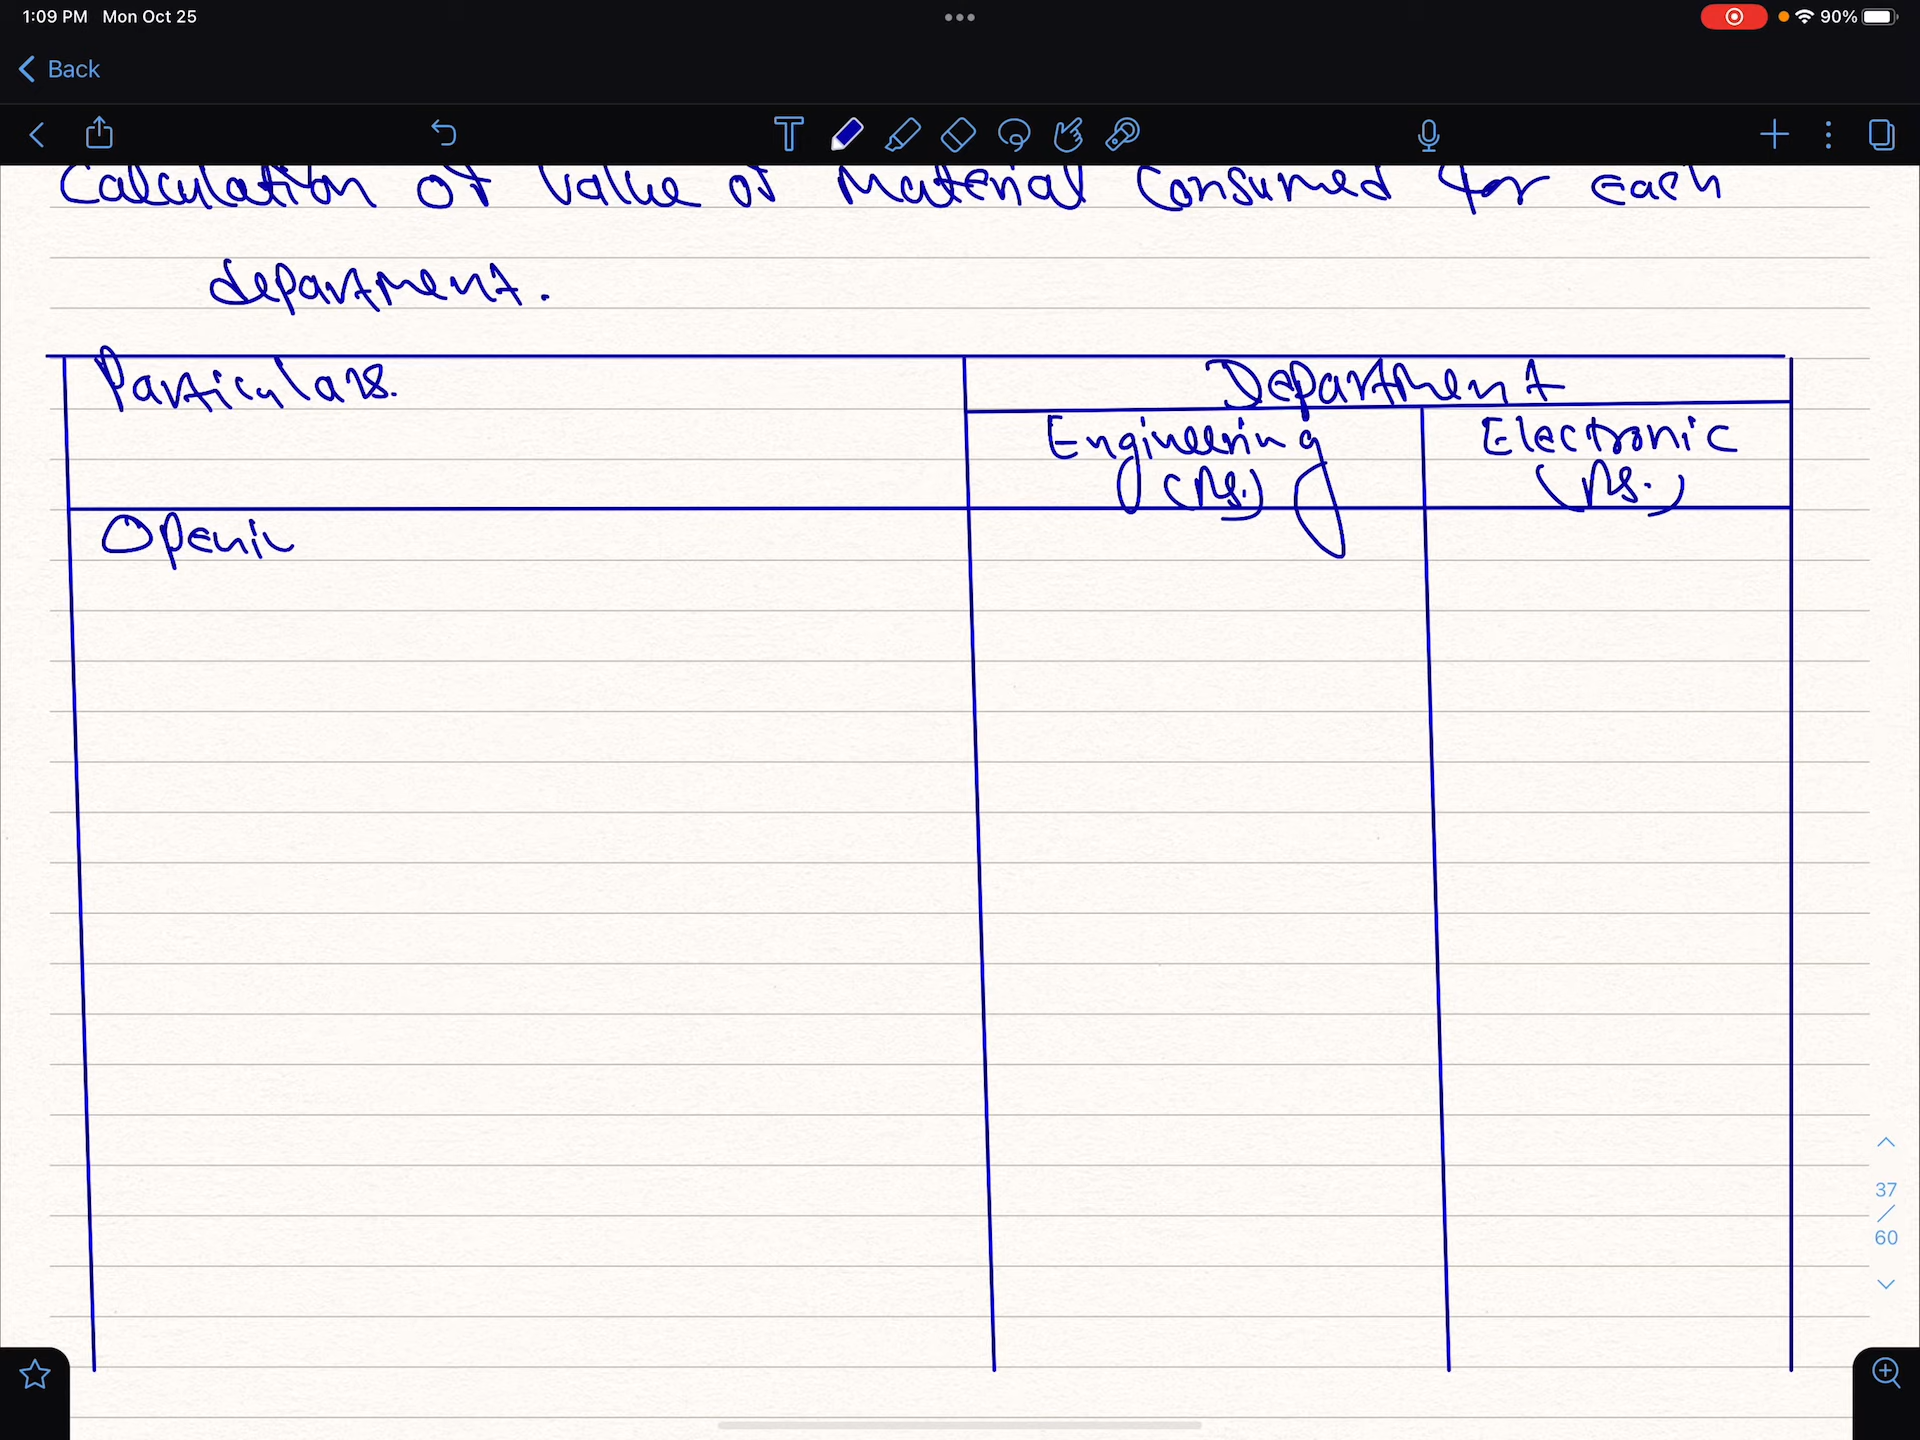 1:09 PM Mon Oct 25
90%
Back
Calculation of Value of Material Consumed for Each
department.
Particulars.
Department
Engineering
Electronic
(Rs.)
(Rs.)
Openin
37
/
60